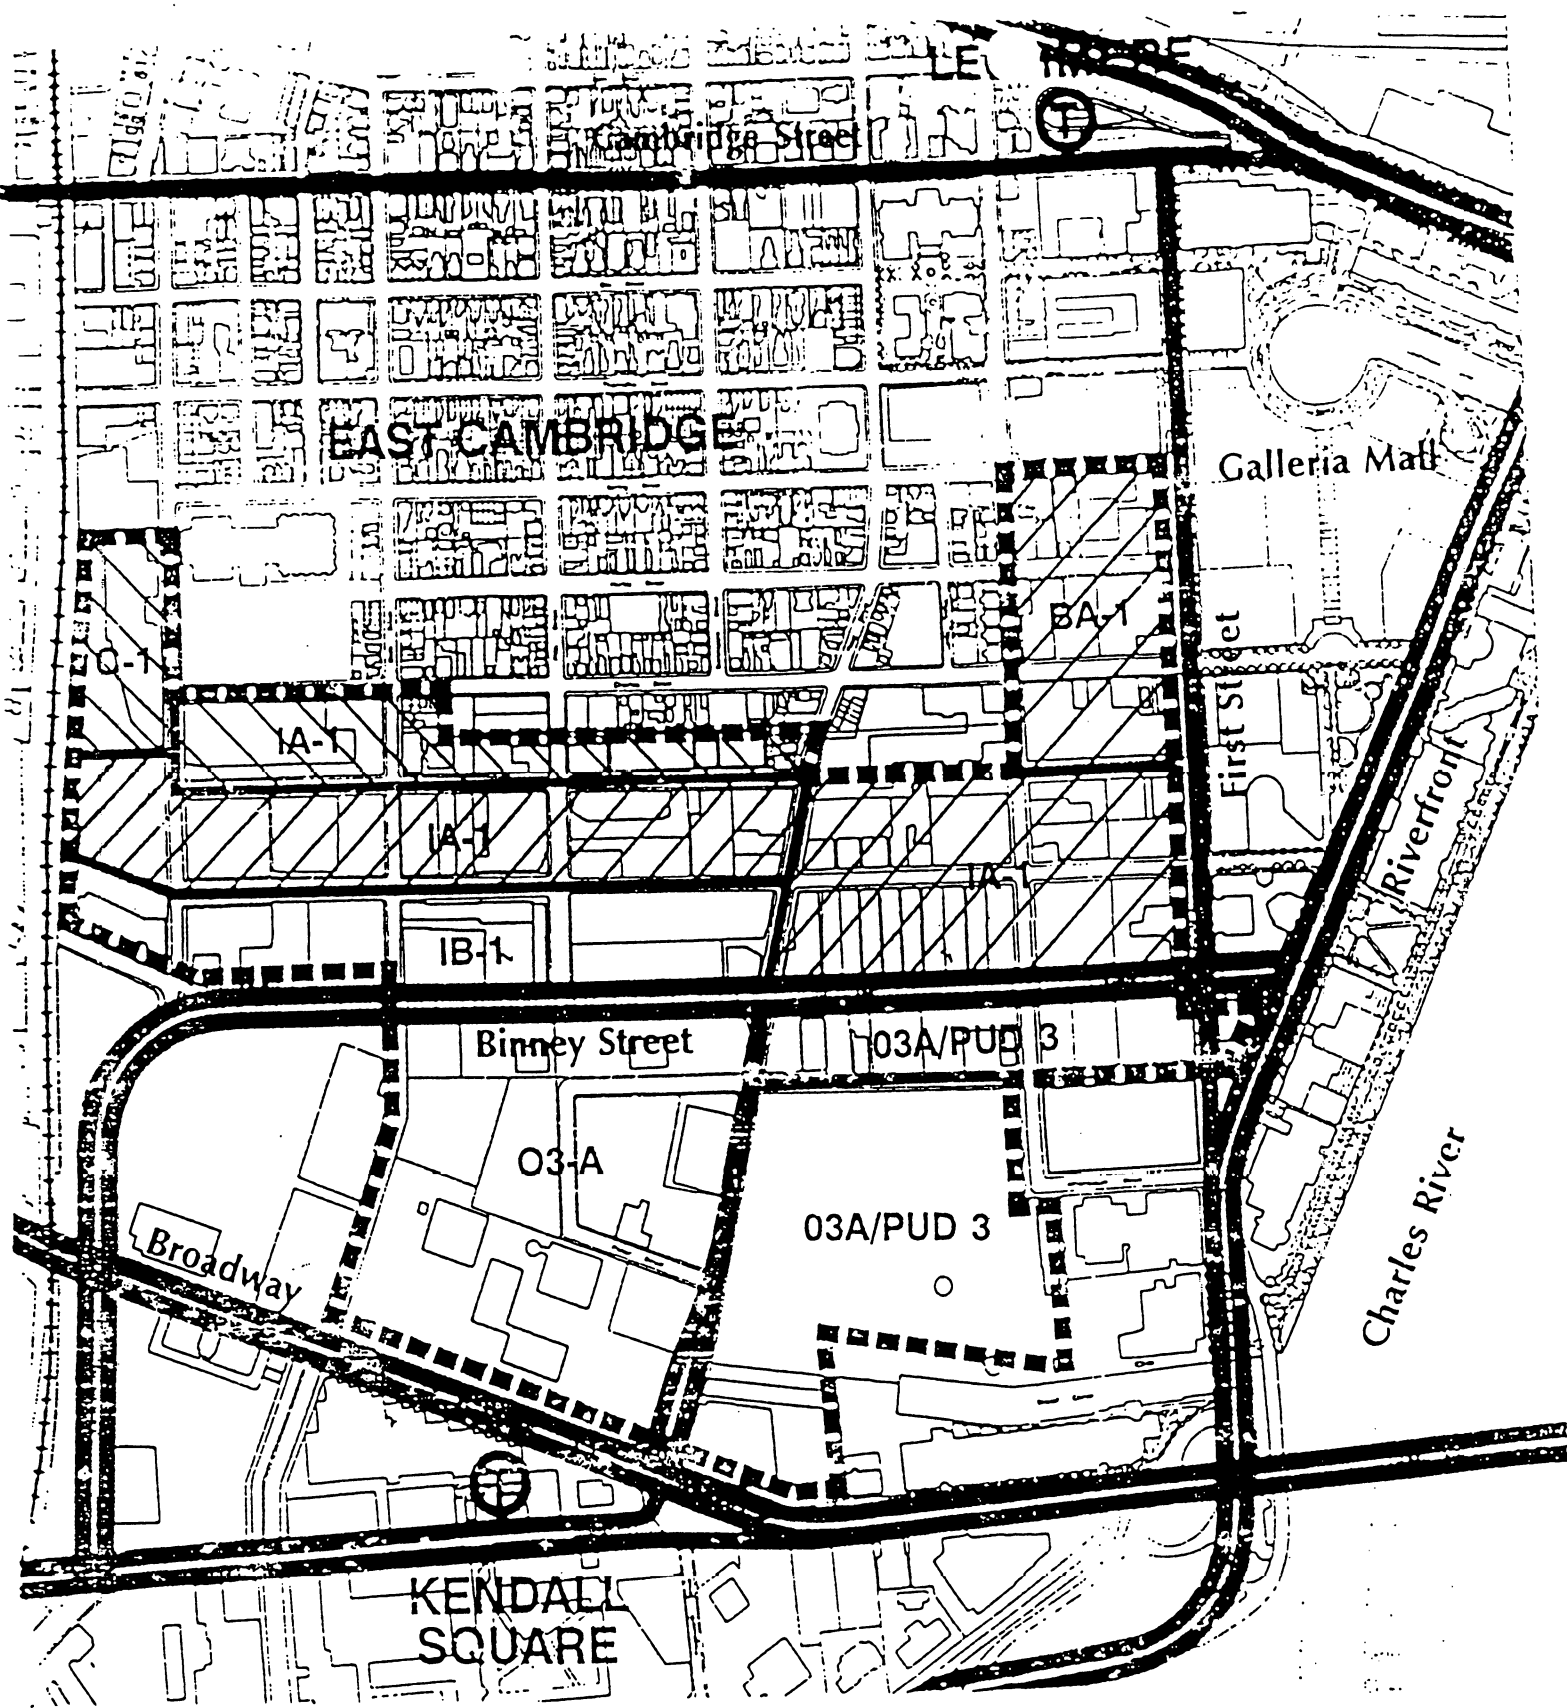 Cambridge Street
T
EAST CAMBRIDGE
Galleria Mall
BA-1
O-1
First Street
IA-1
IA-1
Riverfront
IB-1
Binney Street
03A/PUD 3
O3-A
03A/PUD 3
Broadway
Charles River
T
KENDALL
SQUARE